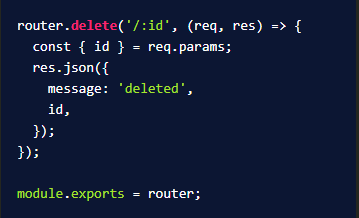 router.delete('/:id', (req, res) => {
  const { id } = req.params;
  res.json({
    message: 'deleted',
    id,
  });
});

module.exports = router;